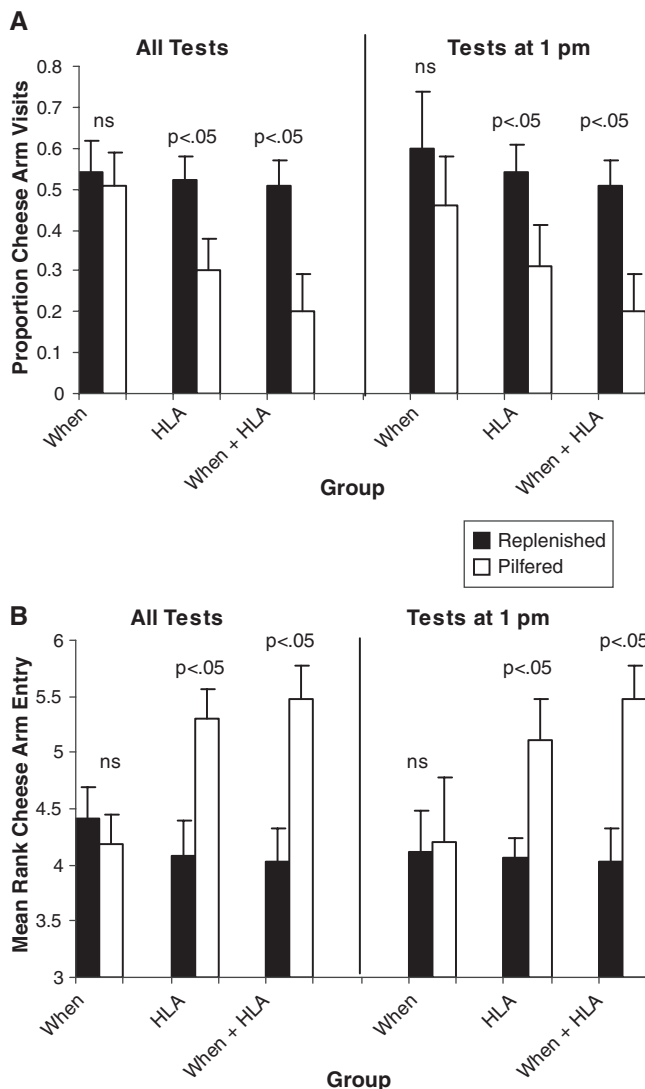 A
All Tests
Tests at 1 pm
Proportion Cheese Arm Visits
0.8
0.7
0.6
0.5
0.4
0.3
0.2
0.1
0
ns
p<.05
p<.05
ns
p<.05
p<.05
When
HLA
When + HLA
When
HLA
When + HLA
Group
Replenished
Pilfered
B
All Tests
Tests at 1 pm
Mean Rank Cheese Arm Entry
6
5.5
5
4.5
4
3.5
3
ns
p<.05
p<.05
ns
p<.05
p<.05
When
HLA
When + HLA
When
HLA
When + HLA
Group